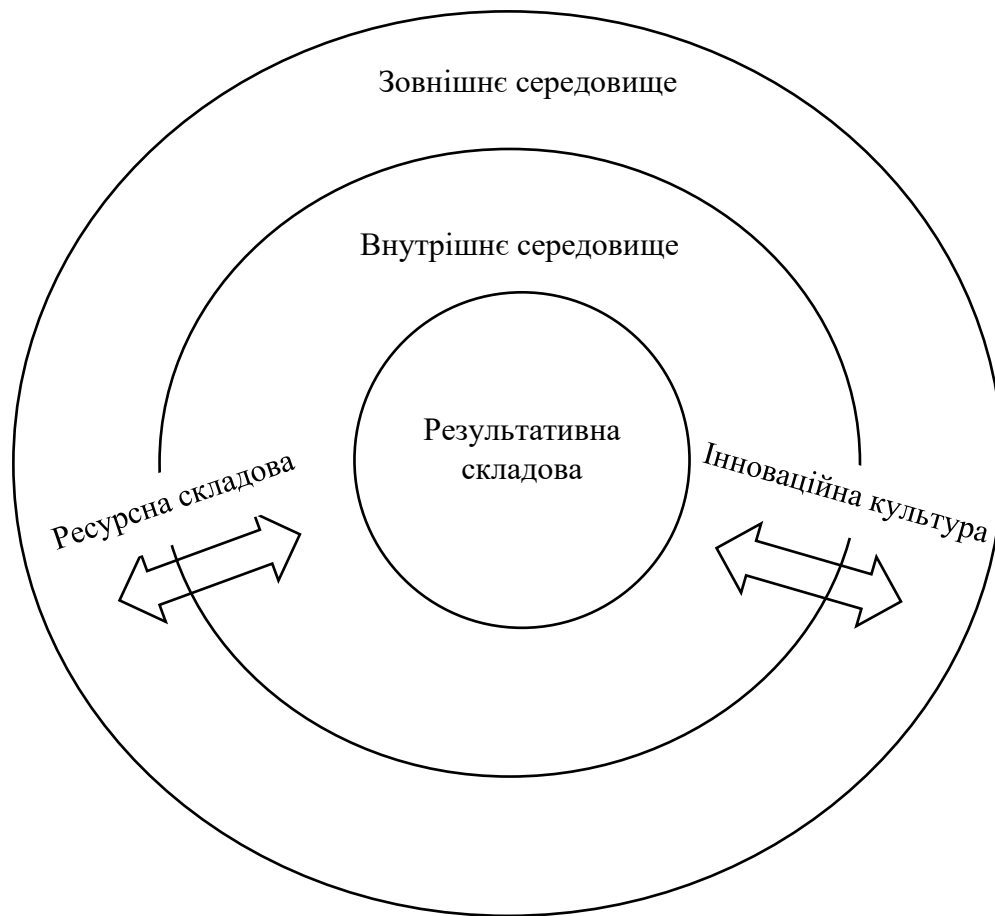 Зовнішнє середовище
Внутрішнє середовище
Результативна
складова
Ресурсна складова
Інноваційна культура